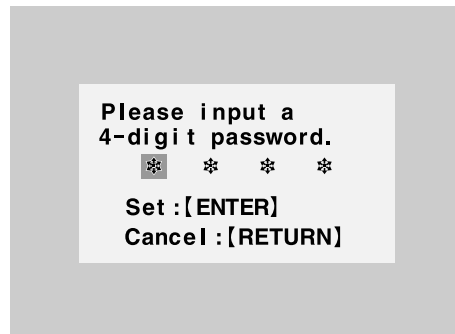 Please input a
4-digit password.
✻ ✻ ✻ ✻
Set :【ENTER】
Cancel :【RETURN】